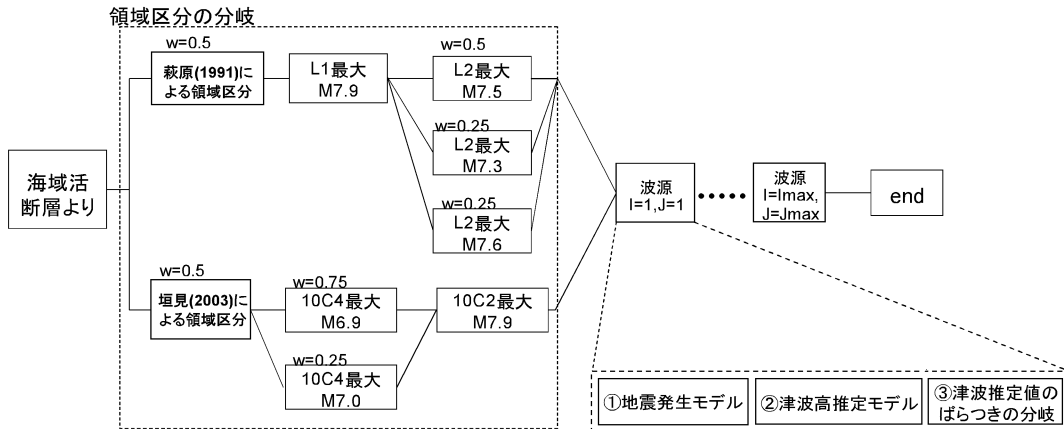 領域区分の分岐
海域活
断層より
w=0.5
萩原(1991)に
よる領域区分
L1最大
M7.9
w=0.5
L2最大
M7.5
w=0.25
L2最大
M7.3
w=0.25
L2最大
M7.6
w=0.5
垣見(2003)に
よる領域区分
w=0.75
10C4最大
M6.9
w=0.25
10C4最大
M7.0
10C2最大
M7.9
波源
I=1,J=1
波源
I=Imax,
J=Jmax
end
①地震発生モデル
②津波高推定モデル
③津波推定値の
ばらつきの分岐